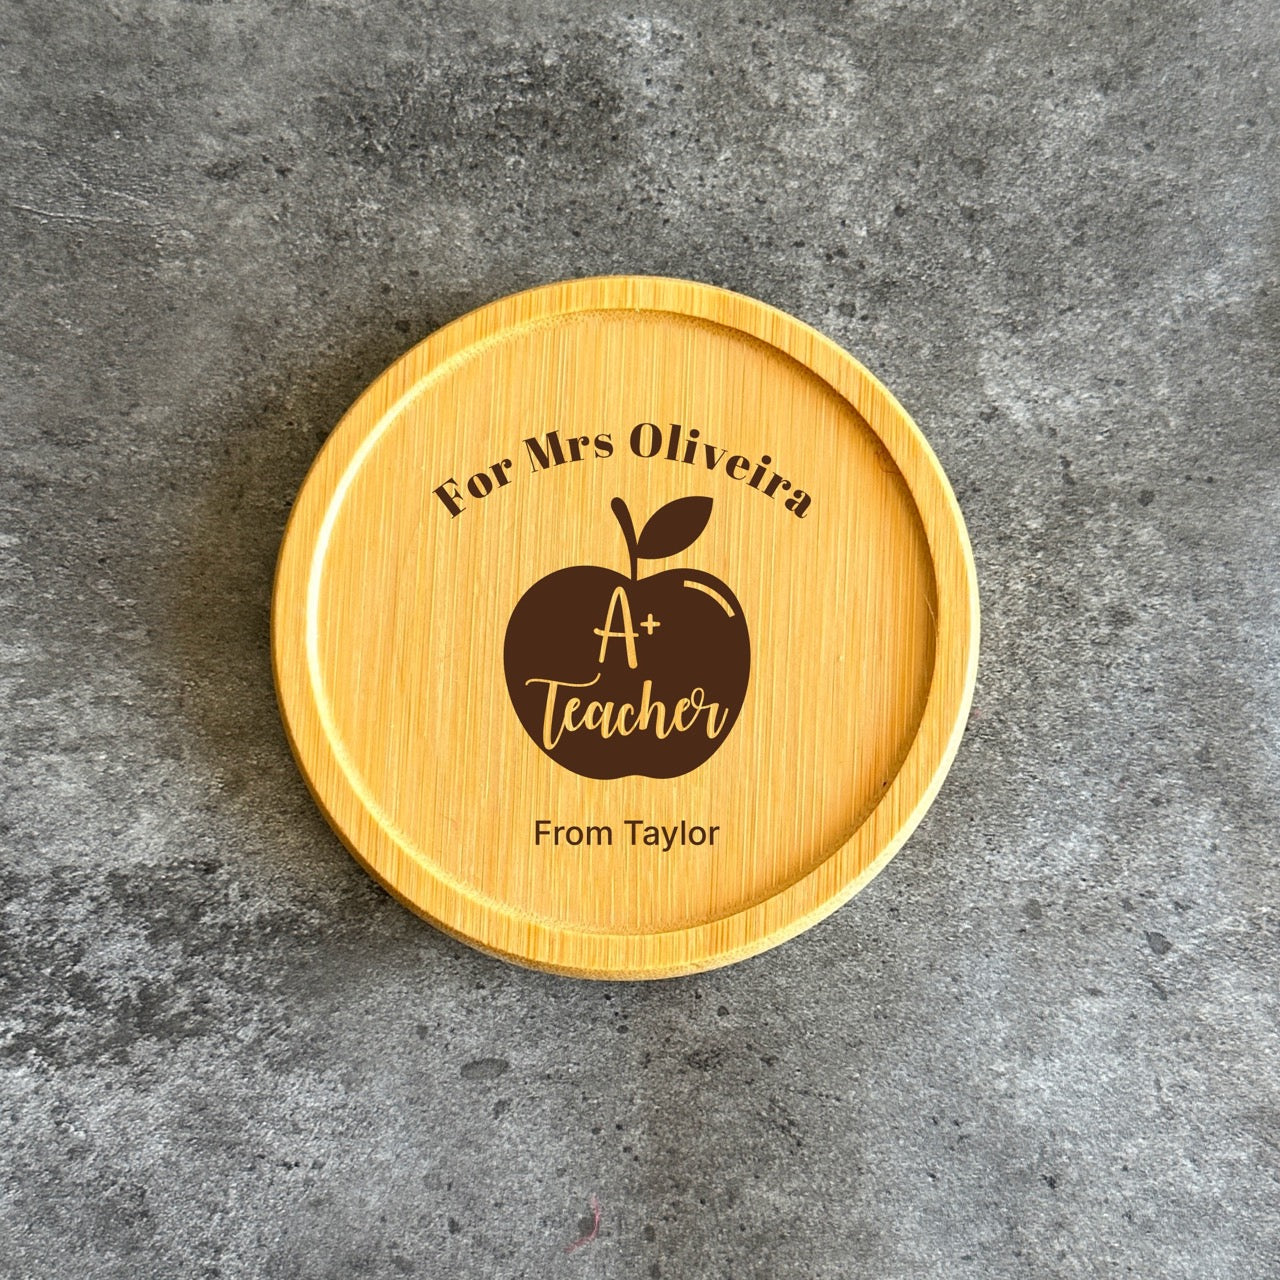 For Mrs Oliveira
A+
Teacher
From Taylor